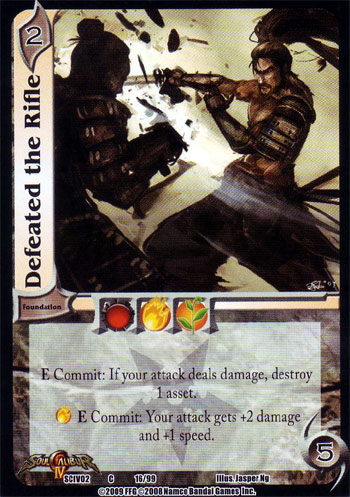 2
Defeated the Rifle
Foundation
E Commit: If your attack deals damage, destroy
1 asset.
E Commit: Your attack gets +2 damage
and +1 speed.
5
SOULCALIBUR
IV
SCIV02 C 16/99 Illus. Jasper Ng
©2009 FFG ©2008 Namco Bandai Games Inc.